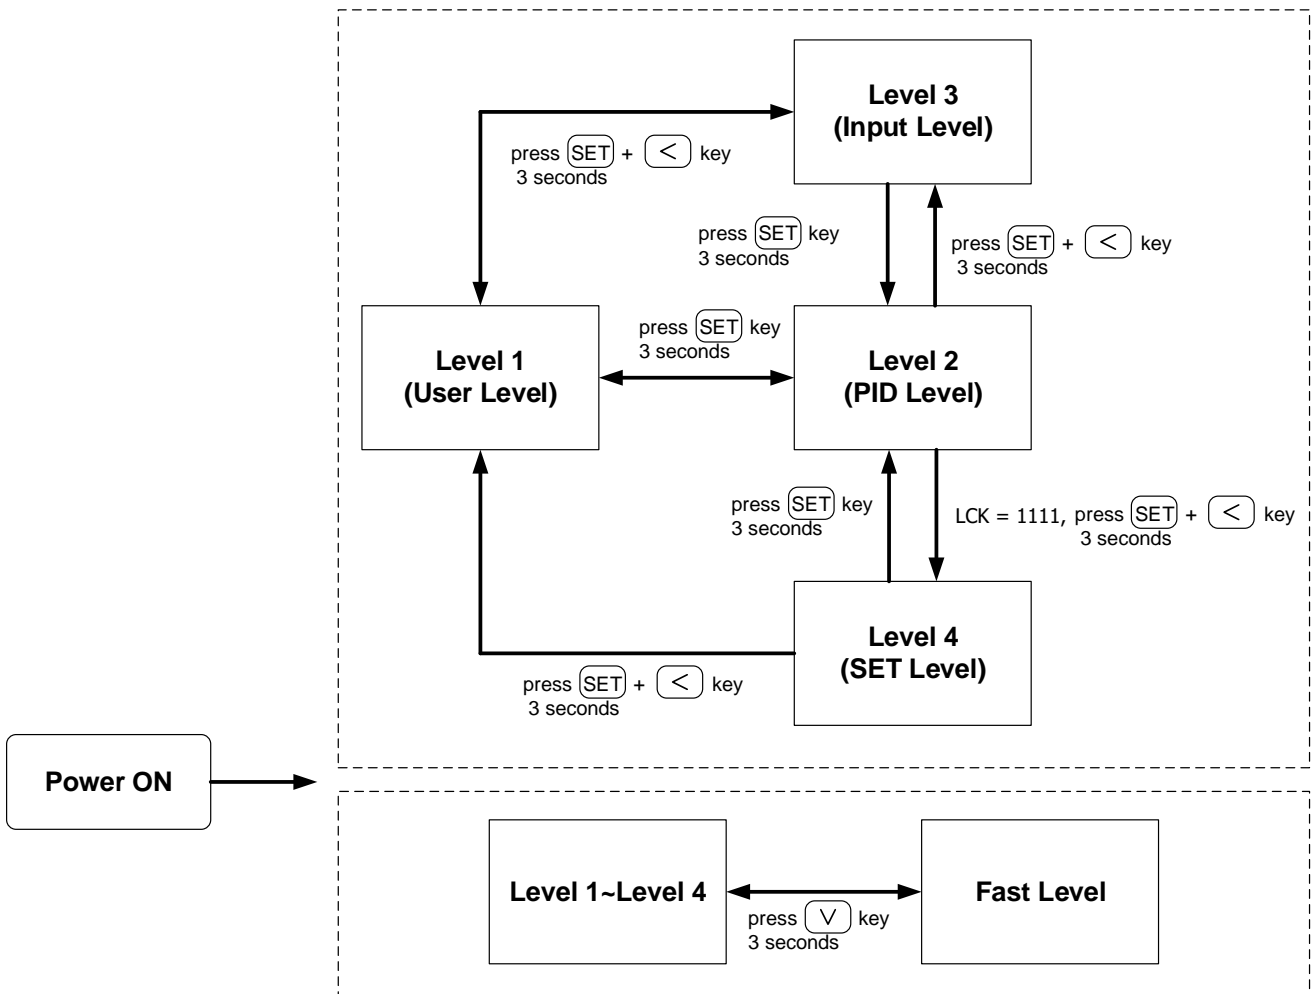 Level 3
(Input Level)
press SET + < key
3 seconds
press SET key
3 seconds
press SET + < key
3 seconds
press SET key
3 seconds
Level 1
(User Level)
Level 2
(PID Level)
press SET key
3 seconds
LCK = 1111, press SET + < key
3 seconds
Level 4
(SET Level)
press SET + < key
3 seconds
Power ON
Level 1~Level 4
Fast Level
press ∨ key
3 seconds